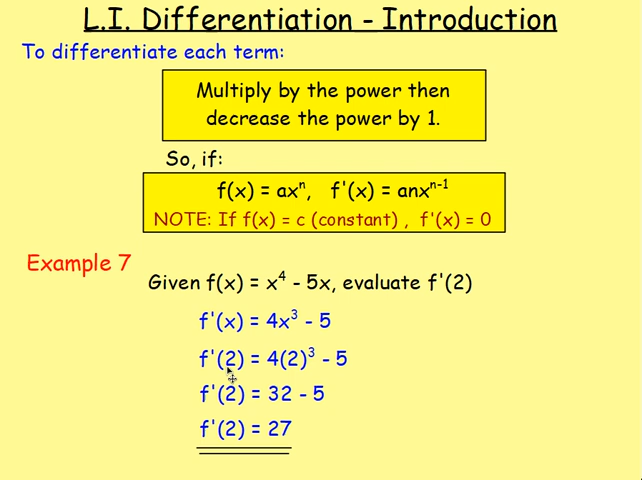 L.I. Differentiation - Introduction
To differentiate each term:
Multiply by the power then
decrease the power by 1.
So, if:
f(x) = axⁿ, f'(x) = anxⁿ⁻¹
NOTE: If f(x) = c (constant) , f'(x) = 0
Example 7
Given f(x) = x⁴ - 5x, evaluate f'(2)
f'(x) = 4x³ - 5
f'(2) = 4(2)³ - 5
f'(2) = 32 - 5
f'(2) = 27